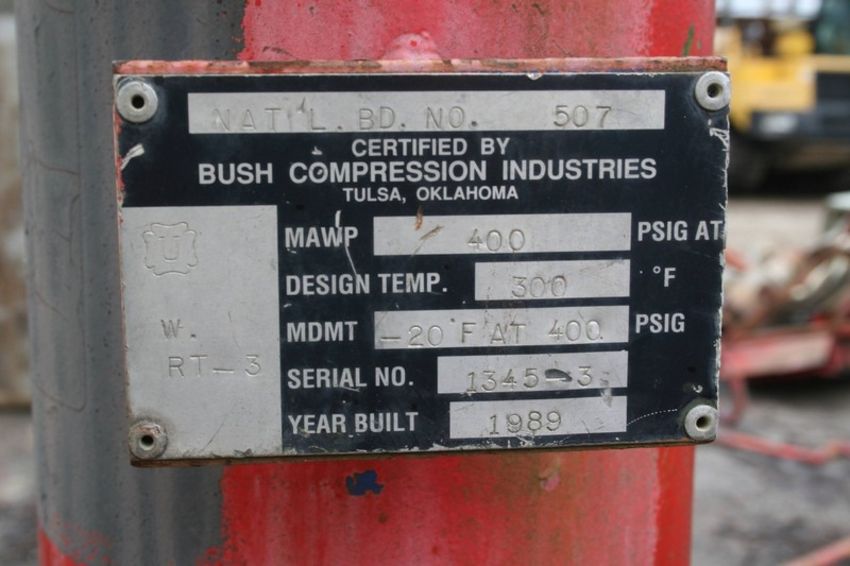 NAT'L. BD. NO. 507
CERTIFIED BY
BUSH COMPRESSION INDUSTRIES
TULSA, OKLAHOMA
U
W.
RT-3
MAWP 400 PSIG AT
DESIGN TEMP. 300 °F
MDMT -20 F AT 400 PSIG
SERIAL NO. 1345-3
YEAR BUILT 1989